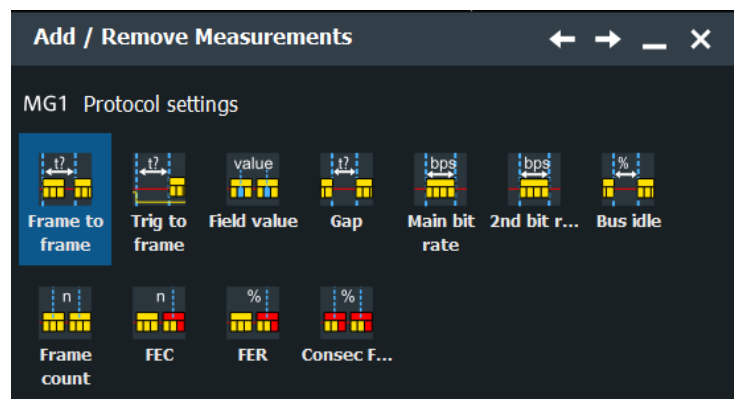 Add / Remove Measurements
MG1 Protocol settings
t? t? value t? bps bps %
Frame to Trig to Field value Gap Main bit 2nd bit r... Bus idle
frame frame rate
n n % %
Frame FEC FER Consec F...
count